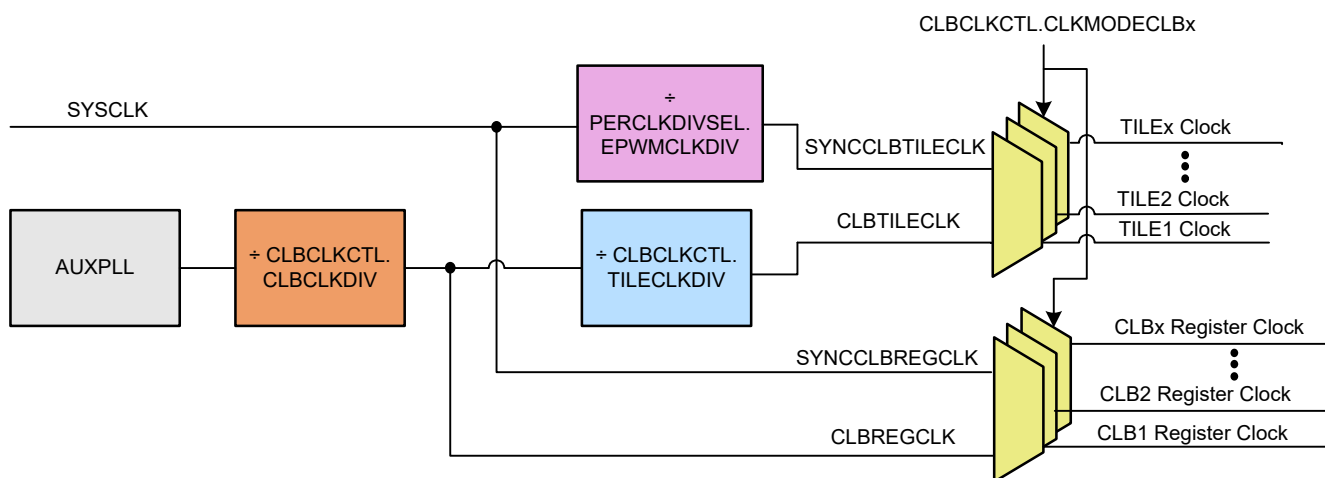 CLBCLKCTL.CLKMODECLBx
SYSCLK
÷
PERCLKDIVSEL.
EPWMCLKDIV
SYNCCLBTILECLK
TILEx Clock
TILE2 Clock
TILE1 Clock
AUXPLL
÷ CLBCLKCTL.
CLBCLKDIV
÷ CLBCLKCTL.
TILECLKDIV
CLBTILECLK
SYNCCLBREGCLK
CLBREGCLK
CLBx Register Clock
CLB2 Register Clock
CLB1 Register Clock